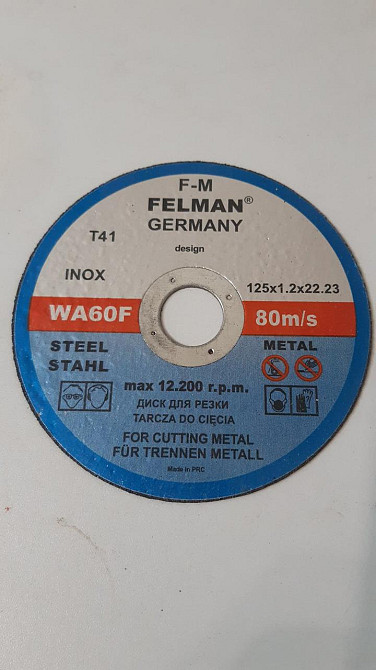 F-M
FELMAN®
GERMANY
T41
design
INOX
125x1.2x22.23
WA60F
80m/s
STEEL
STAHL
METAL
max 12.200 r.p.m.
ДИСК ДЛЯ РЕЗКИ
TARCZA DO CIĘCIA
FOR CUTTING METAL
FÜR TRENNEN METALL
Made in PRC